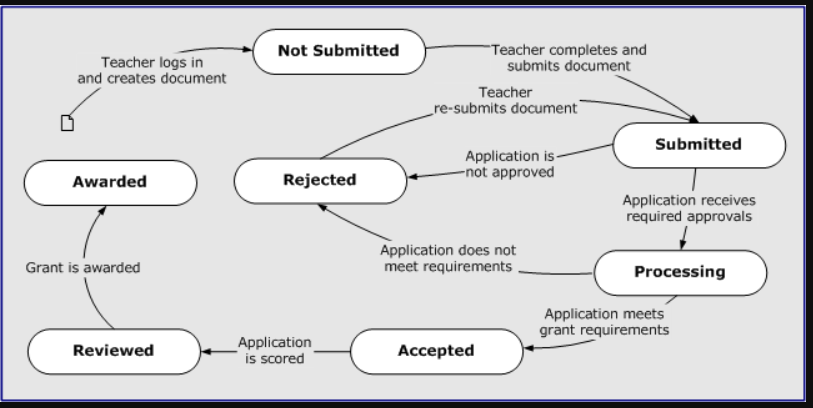 Not Submitted
Teacher logs in
and creates document
Teacher completes and
submits document
Teacher
re-submits document
Submitted
Application is
not approved
Rejected
Awarded
Application receives
required approvals
Application does not
meet requirements
Grant is awarded
Processing
Application meets
grant requirements
Reviewed
Application
is scored
Accepted